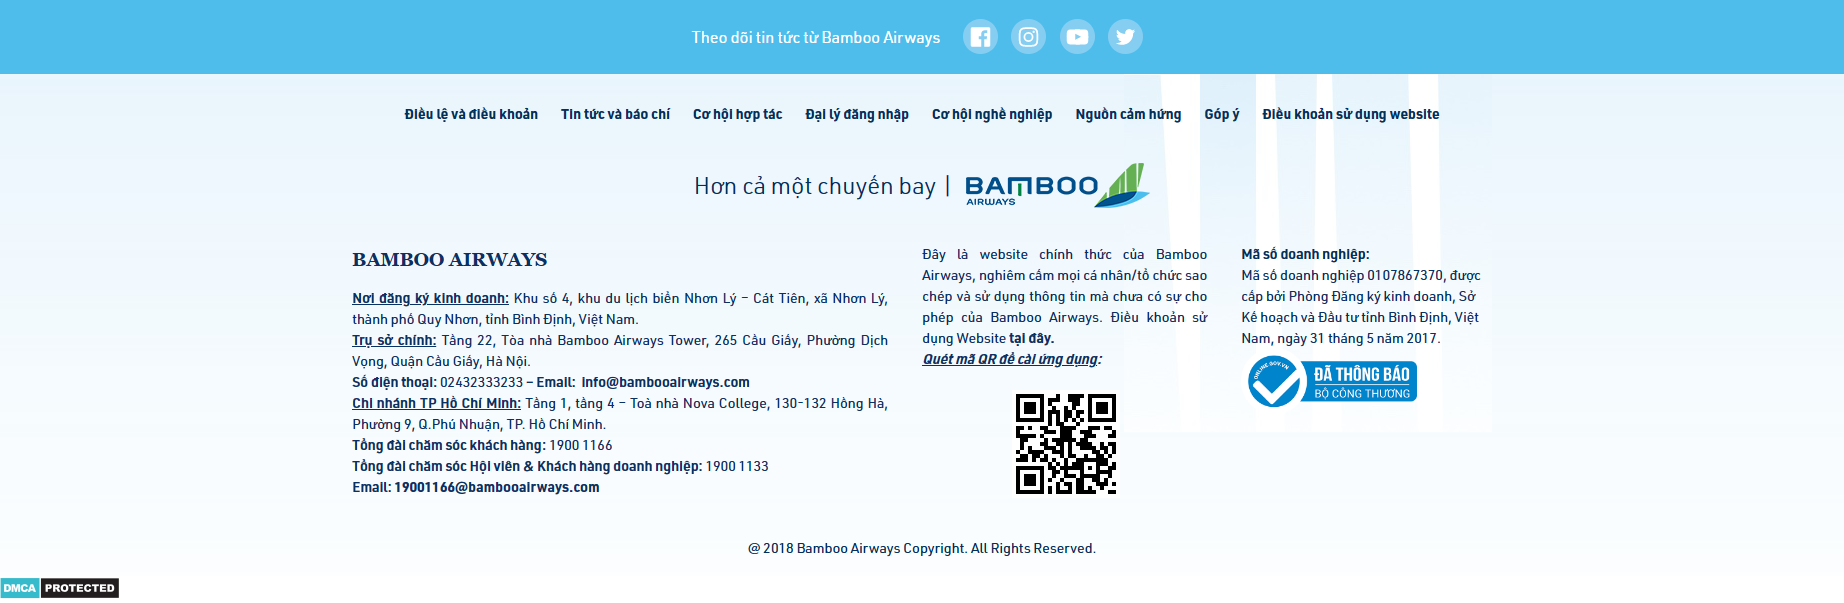 Theo dõi tin tức từ Bamboo Airways
Điều lệ và điều khoản Tin tức và báo chí Cơ hội hợp tác Đại lý đăng nhập Cơ hội nghề nghiệp Nguồn cảm hứng Góp ý Điều khoản sử dụng website
Hơn cả một chuyến bay | BAMBOO
AIRWAYS
BAMBOO AIRWAYS
Nơi đăng ký kinh doanh: Khu số 4, khu du lịch biển Nhơn Lý – Cát Tiên, xã Nhơn Lý,
thành phố Quy Nhơn, tỉnh Bình Định, Việt Nam.
Trụ sở chính: Tầng 22, Tòa nhà Bamboo Airways Tower, 265 Cầu Giấy, Phường Dịch
Vọng, Quận Cầu Giấy, Hà Nội.
Số điện thoại: 02432333233 – Email: info@bambooairways.com
Chi nhánh TP Hồ Chí Minh: Tầng 1, tầng 4 – Toà nhà Nova College, 130-132 Hồng Hà,
Phường 9, Q.Phú Nhuận, TP. Hồ Chí Minh.
Tổng đài chăm sóc khách hàng: 1900 1166
Tổng đài chăm sóc Hội viên & Khách hàng doanh nghiệp: 1900 1133
Email: 19001166@bambooairways.com
Đây là website chính thức của Bamboo
Airways, nghiêm cấm mọi cá nhân/tổ chức sao
chép và sử dụng thông tin mà chưa có sự cho
phép của Bamboo Airways. Điều khoản sử
dụng Website tại đây.
Quét mã QR để cài ứng dụng:
Mã số doanh nghiệp:
Mã số doanh nghiệp 0107867370, được
cấp bởi Phòng Đăng ký kinh doanh, Sở
Kế hoạch và Đầu tư tỉnh Bình Định, Việt
Nam, ngày 31 tháng 5 năm 2017.
ONLINE.GOV.VN
ĐÃ THÔNG BÁO
BỘ CÔNG THƯƠNG
@ 2018 Bamboo Airways Copyright. All Rights Reserved.
DMCA PROTECTED